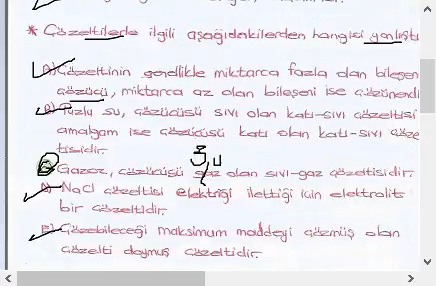 * Çözeltilerle ilgili aşağıdakilerden hangisi yanlıştı
A) Çözeltinin genellikle miktarca fazla olan bileşen
çözücü, miktarca az olan bileşeni ise çözünendi
B) Tuzlu su, çözücüsü sıvı olan katı-sıvı çözeltisi
amalgam ise çözücüsü katı olan katı-sıvı çöze
tisidir.
C) Gazoz, çözücüsü gaz olan sıvı-gaz çözeltisidir.
D) NaCl çözeltisi elektriği ilettiği için elektrolit
bir çözeltidir.
E) Çözebileceği maksimum maddeyi çözmüş olan
çözelti doymuş çözeltidir.